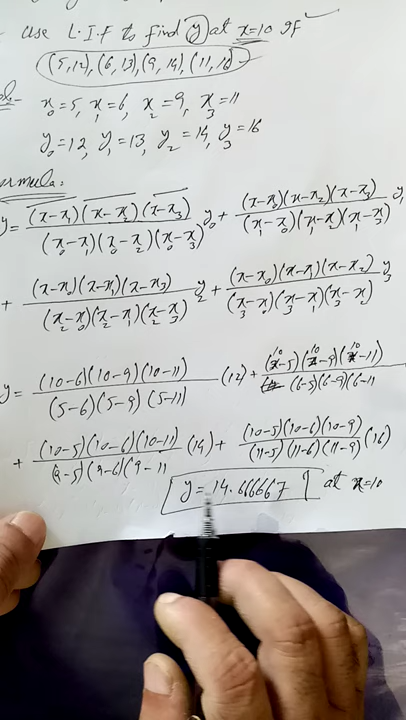 Use L.I.F to find y at x=10 if
(5,12), (6,13), (9,14), (11,16)
x₀=5, x₁=6, x₂=9, x₃=11
y₀=12, y₁=13, y₂=14, y₃=16
ormula:
y = (x-x₁)(x-x₂)(x-x₃) / (x₀-x₁)(x₀-x₂)(x₀-x₃) y₀ + (x-x₀)(x-x₂)(x-x₃) / (x₁-x₀)(x₁-x₂)(x₁-x₃) y₁
+ (x-x₀)(x-x₁)(x-x₃) / (x₂-x₀)(x₂-x₁)(x₂-x₃) y₂ + (x-x₀)(x-x₁)(x-x₂) / (x₃-x₀)(x₃-x₁)(x₃-x₂) y₃
y = (10-6)(10-9)(10-11) / (5-6)(5-9)(5-11) (12) + (10-5)(10-9)(10-11) / (6-5)(6-9)(6-11
+ (10-5)(10-6)(10-11) / (9-5)(9-6)(9-11 (14) + (10-5)(10-6)(10-9) / (11-5)(11-6)(11-9) (16)
y = 14.666667 at x=10